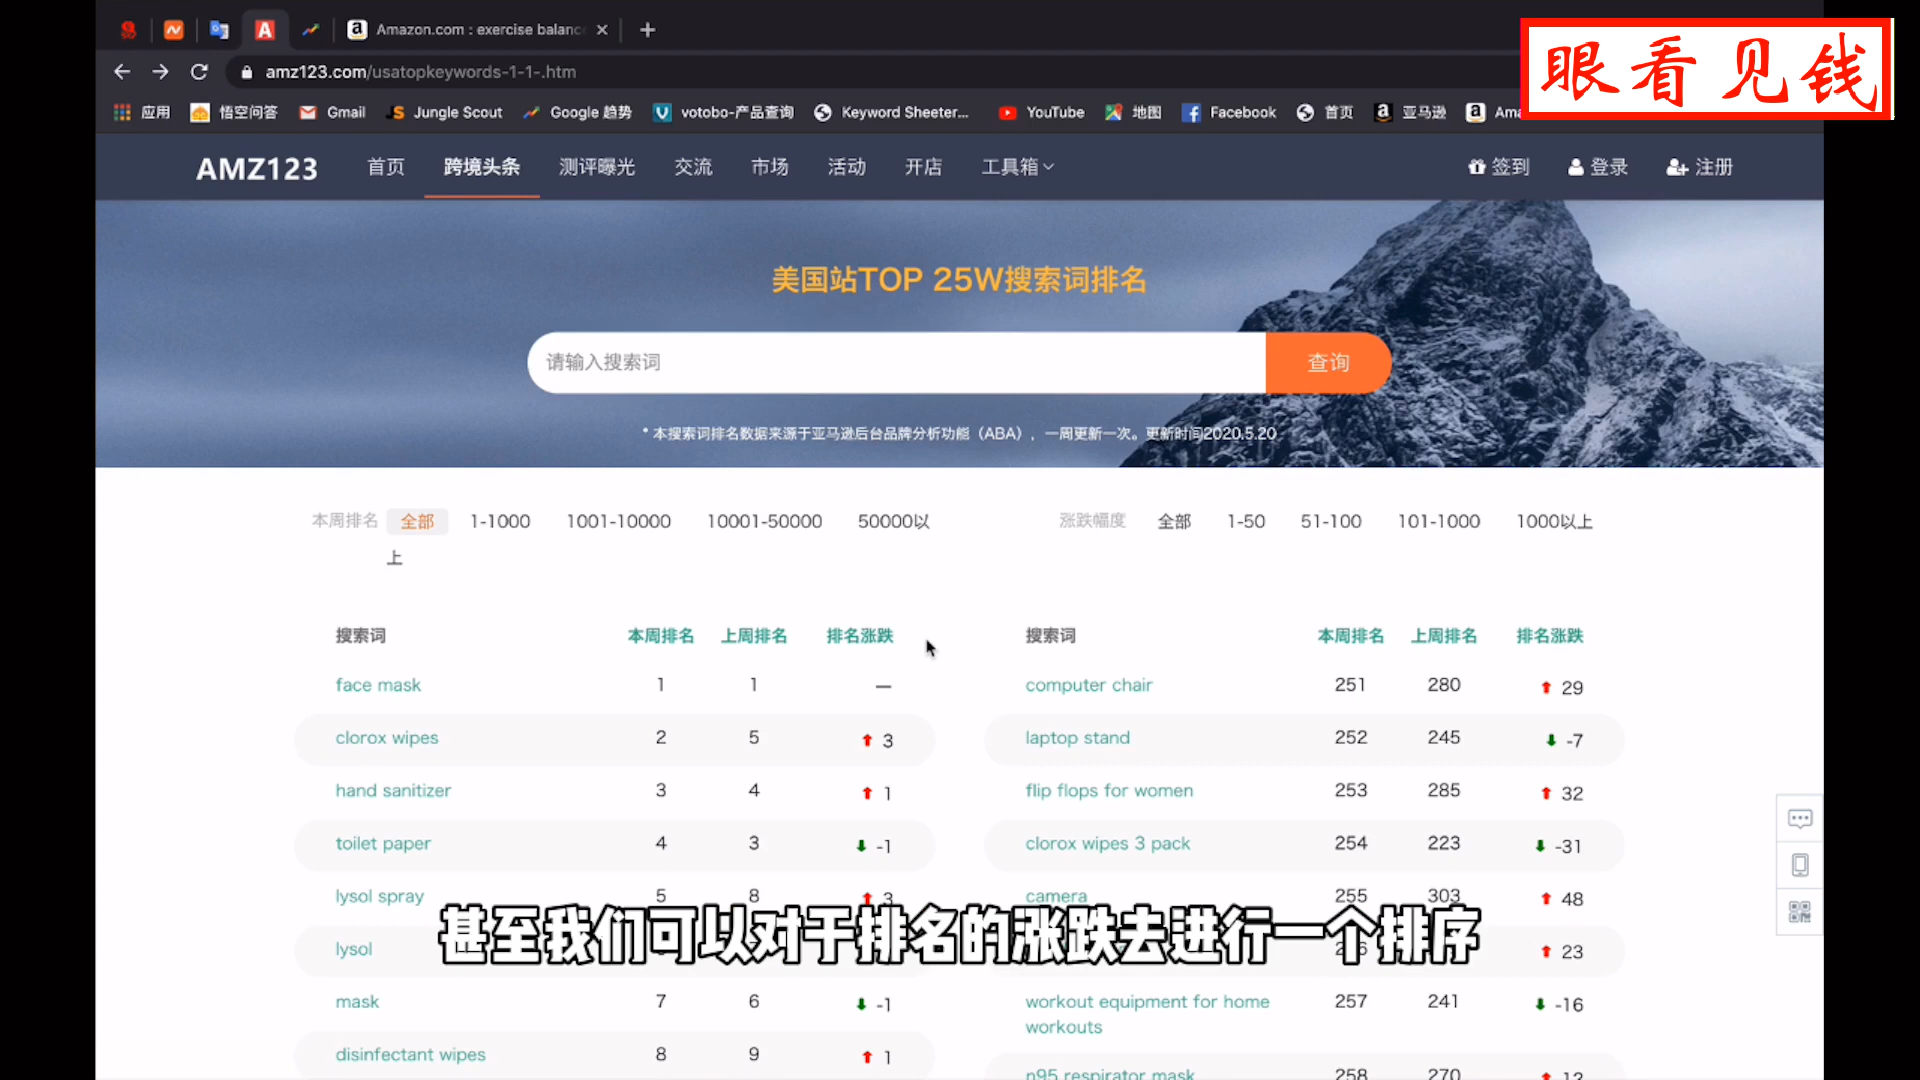 Amazon.com : exercise balanc
眼看见钱
amz123.com/usatopkeywords-1-1-.htm
应用 悟空问答 Gmail Jungle Scout Google 趋势 votobo-产品查询 Keyword Sheeter... YouTube 地图 Facebook 首页 亚马逊
AMZ123 首页 跨境头条 测评曝光 交流 市场 活动 开店 工具箱 签到 登录 注册
美国站TOP 25W搜索词排名
请输入搜索词 查询
* 本搜索词排名数据来源于亚马逊后台品牌分析功能（ABA），一周更新一次。更新时间2020.5.20
本周排名 全部 1-1000 1001-10000 10001-50000 50000以上 涨跌幅度 全部 1-50 51-100 101-1000 1000以上
搜索词 本周排名 上周排名 排名涨跌 搜索词 本周排名 上周排名 排名涨跌
face mask 1 1 — computer chair 251 280 29
clorox wipes 2 5 3 laptop stand 252 245 -7
hand sanitizer 3 4 1 flip flops for women 253 285 32
toilet paper 4 3 -1 clorox wipes 3 pack 254 223 -31
lysol spray 5 8 3 camera 255 303 48
lysol 23
甚至我们可以对于排名的涨跌去进行一个排序
mask 7 6 -1 workout equipment for home workouts 257 241 -16
disinfectant wipes 8 9 1 n95 respirator mask 258 270 12